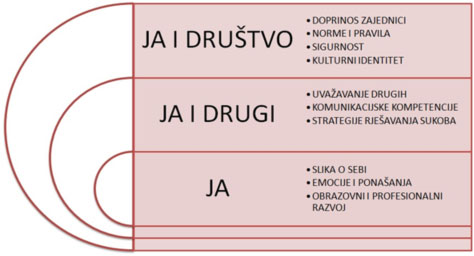 JA I DRUŠTVO
• DOPRINOS ZAJEDNICI
• NORME I PRAVILA
• SIGURNOST
• KULTURNI IDENTITET
JA I DRUGI
• UVAŽAVANJE DRUGIH
• KOMUNIKACIJSKE KOMPETENCIJE
• STRATEGIJE RJEŠAVANJA SUKOBA
JA
• SLIKA O SEBI
• EMOCIJE I PONAŠANJA
• OBRAZOVNI I PROFESIONALNI
RAZVOJ